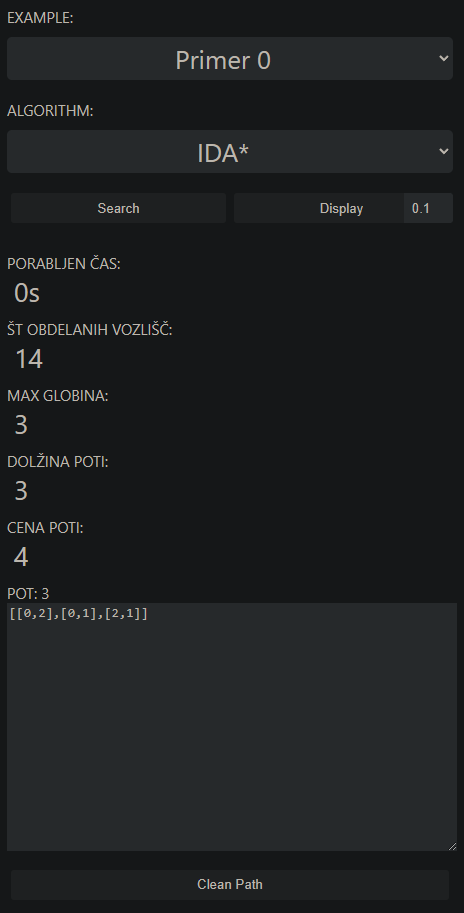 EXAMPLE:
Primer 0
ALGORITHM:
IDA*
Search
Display
0.1
PORABLJEN ČAS:
0s
ŠT OBDELANIH VOZLIŠČ:
14
MAX GLOBINA:
3
DOLŽINA POTI:
3
CENA POTI:
4
POT: 3
[[0,2],[0,1],[2,1]]
Clean Path